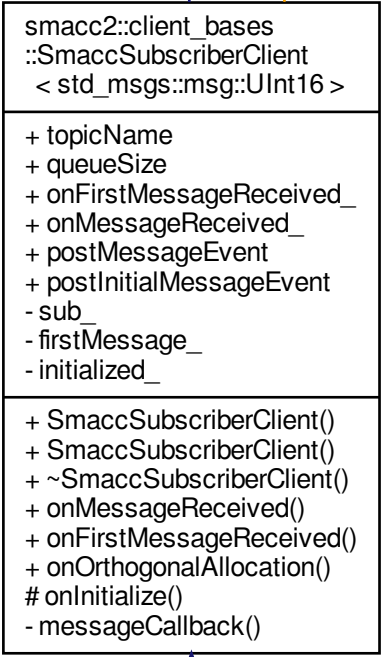 smacc2::client_bases
::SmaccSubscriberClient
< std_msgs::msg::UInt16 >
+ topicName
+ queueSize
+ onFirstMessageReceived_
+ onMessageReceived_
+ postMessageEvent
+ postInitialMessageEvent
- sub_
- firstMessage_
- initialized_
+ SmaccSubscriberClient()
+ SmaccSubscriberClient()
+ ~SmaccSubscriberClient()
+ onMessageReceived()
+ onFirstMessageReceived()
+ onOrthogonalAllocation()
# onInitialize()
- messageCallback()